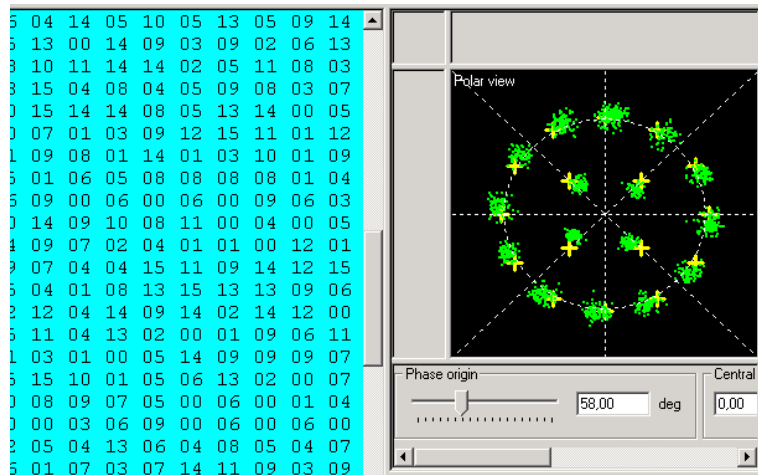 04 14 05 10 05 13 05 09 14
13 00 14 09 03 09 02 06 13
10 11 14 14 02 05 11 08 03
15 04 08 04 05 09 08 03 07
15 14 14 08 05 13 14 00 05
07 01 03 09 12 15 11 01 12
09 08 01 14 01 03 10 01 09
01 06 05 08 08 08 08 01 04
09 00 06 00 06 00 09 06 03
14 09 10 08 11 00 04 00 05
09 07 02 04 01 01 00 12 01
07 04 04 15 11 09 14 12 15
04 01 08 13 15 13 13 09 06
12 04 14 09 14 02 14 12 00
11 04 13 02 00 01 09 06 11
03 01 00 05 14 09 09 09 07
15 10 01 05 06 13 02 00 07
08 09 07 05 00 06 00 01 04
00 03 06 09 00 06 00 06 00
05 04 13 06 04 08 05 04 07
01 07 03 07 14 11 09 03 09
Polar view
Phase origin
58,00 deg
Central
0,00